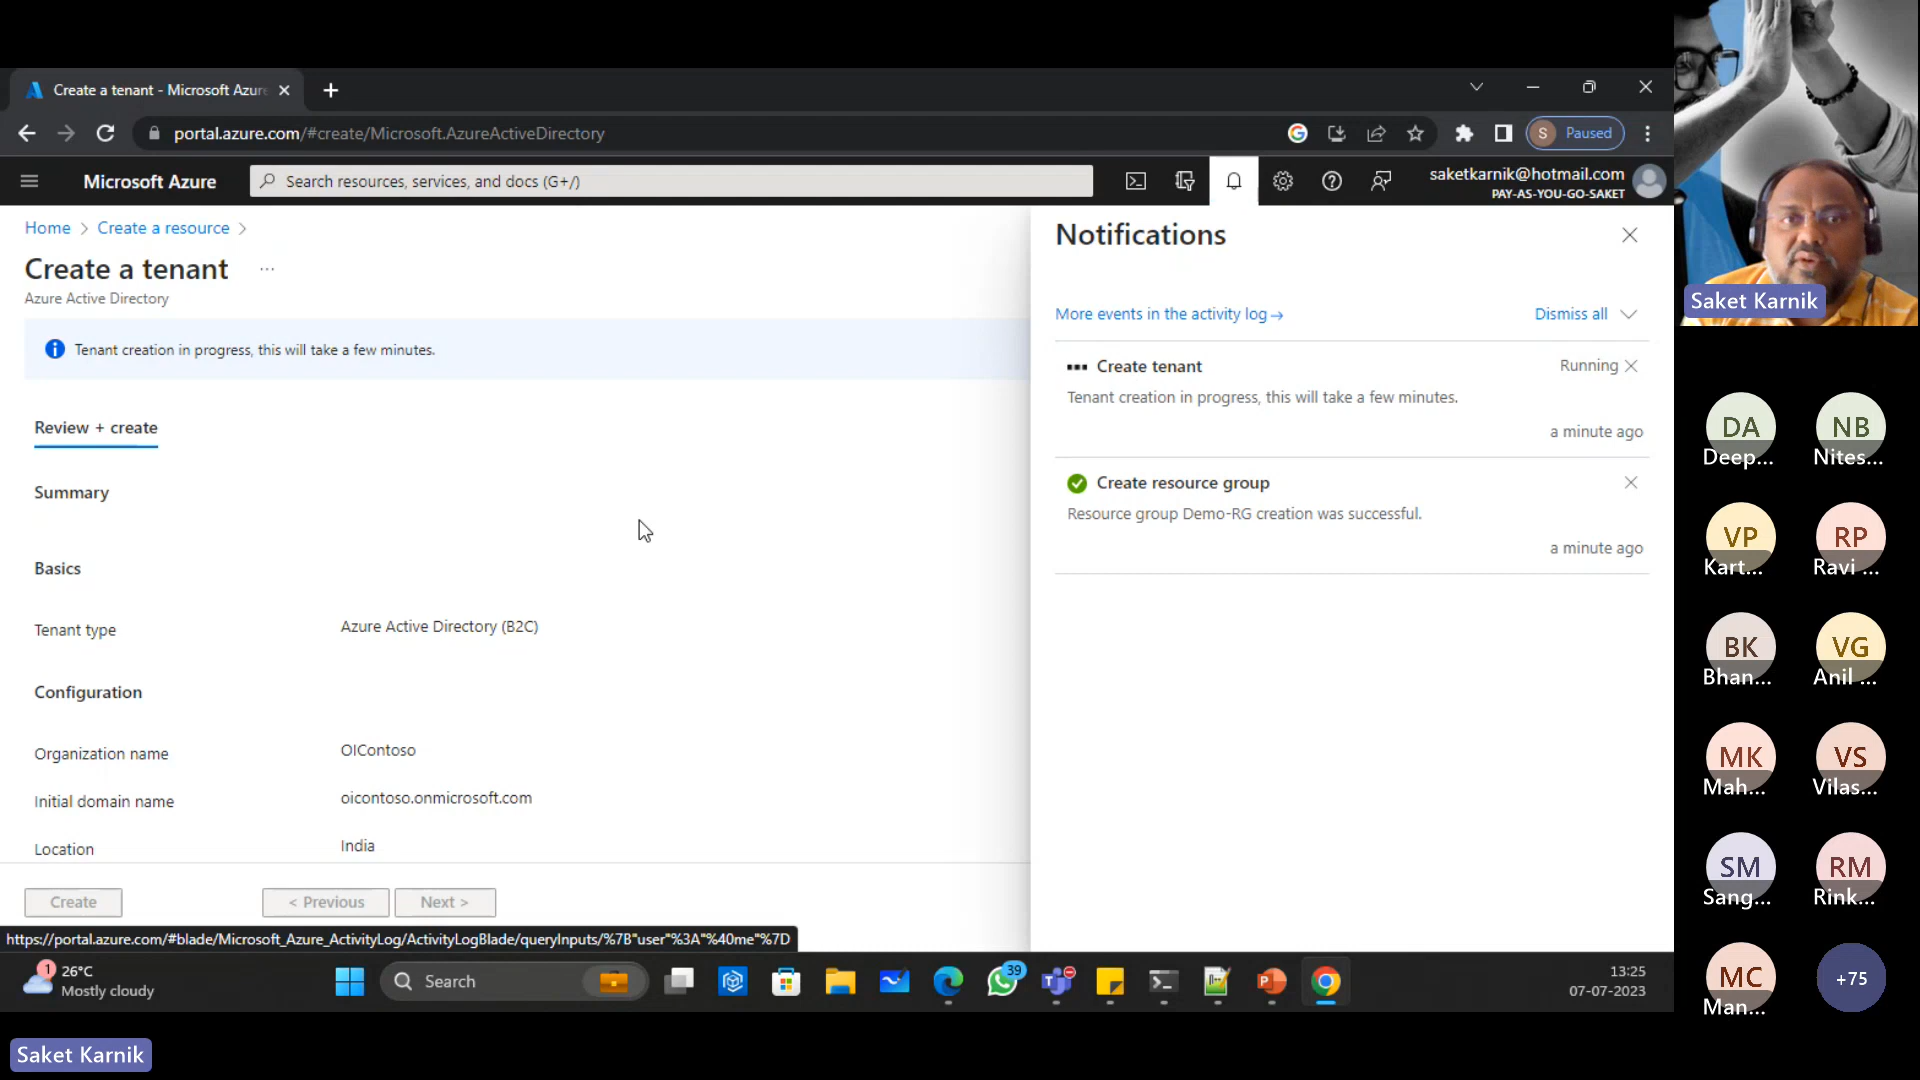 Create a tenant - Microsoft Azur
portal.azure.com/#create/Microsoft.AzureActiveDirectory
S Paused
Microsoft Azure
Search resources, services, and docs (G+/)
saketkarnik@hotmail.com
PAY-AS-YOU-GO-SAKET
Home > Create a resource >
Create a tenant ...
Azure Active Directory
Tenant creation in progress, this will take a few minutes.
Review + create
Summary
Basics
Tenant type Azure Active Directory (B2C)
Configuration
Organization name OIContoso
Initial domain name oicontoso.onmicrosoft.com
Location India
Create < Previous Next >
https://portal.azure.com/#blade/Microsoft_Azure_ActivityLog/ActivityLogBlade/queryInputs/%7B"user"%3A"%40me"%7D
Notifications
More events in the activity log → Dismiss all
Create tenant Running
Tenant creation in progress, this will take a few minutes.
a minute ago
Create resource group
Resource group Demo-RG creation was successful.
a minute ago
1
26°C
Mostly cloudy
Search
39
13:25
07-07-2023
Saket Karnik
DA NB
Deep... Nites...
VP RP
Kart... Ravi ...
BK VG
Bhan... Anil ...
MK VS
Mah... Vilas...
SM RM
Sang... Rink...
MC +75
Man...
Saket Karnik